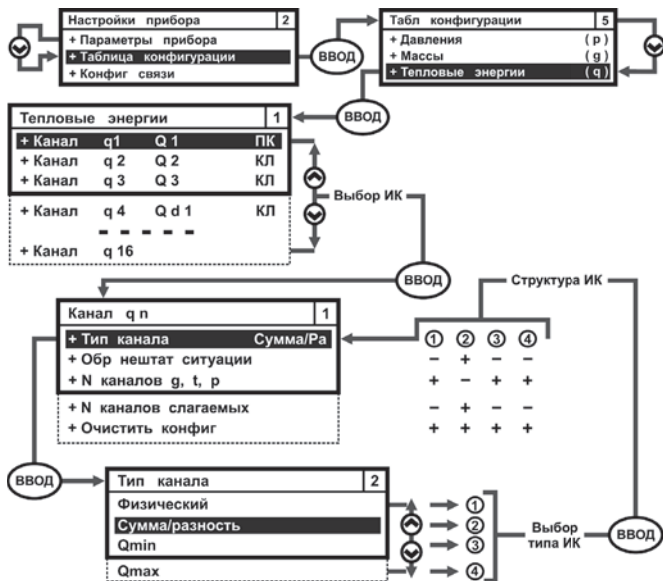 Настройки прибора 2
+ Параметры прибора
+ Таблица конфигурации
+ Конфиг связи
ВВОД
Табл конфигурации 5
+ Давления (p)
+ Массы (g)
+ Тепловые энергии (q)
ВВОД
Тепловые энергии 1
+ Канал q1 Q 1 ПК
+ Канал q 2 Q 2 КЛ
+ Канал q 3 Q 3 КЛ
+ Канал q 4 Q d 1 КЛ
- - - - -
+ Канал q 16
Выбор ИК
ВВОД
Структура ИК
Канал q n 1
+ Тип канала Сумма/Ра
+ Обр нештат ситуации
+ N каналов g, t, p
+ N каналов слагаемых
+ Очистить конфиг
① ② ③ ④
– + – –
+ – + +
– + – –
+ + + +
ВВОД
Тип канала 2
Физический
Сумма/разность
Qmin
Qmax
①
②
③
④
Выбор
типа ИК
ВВОД